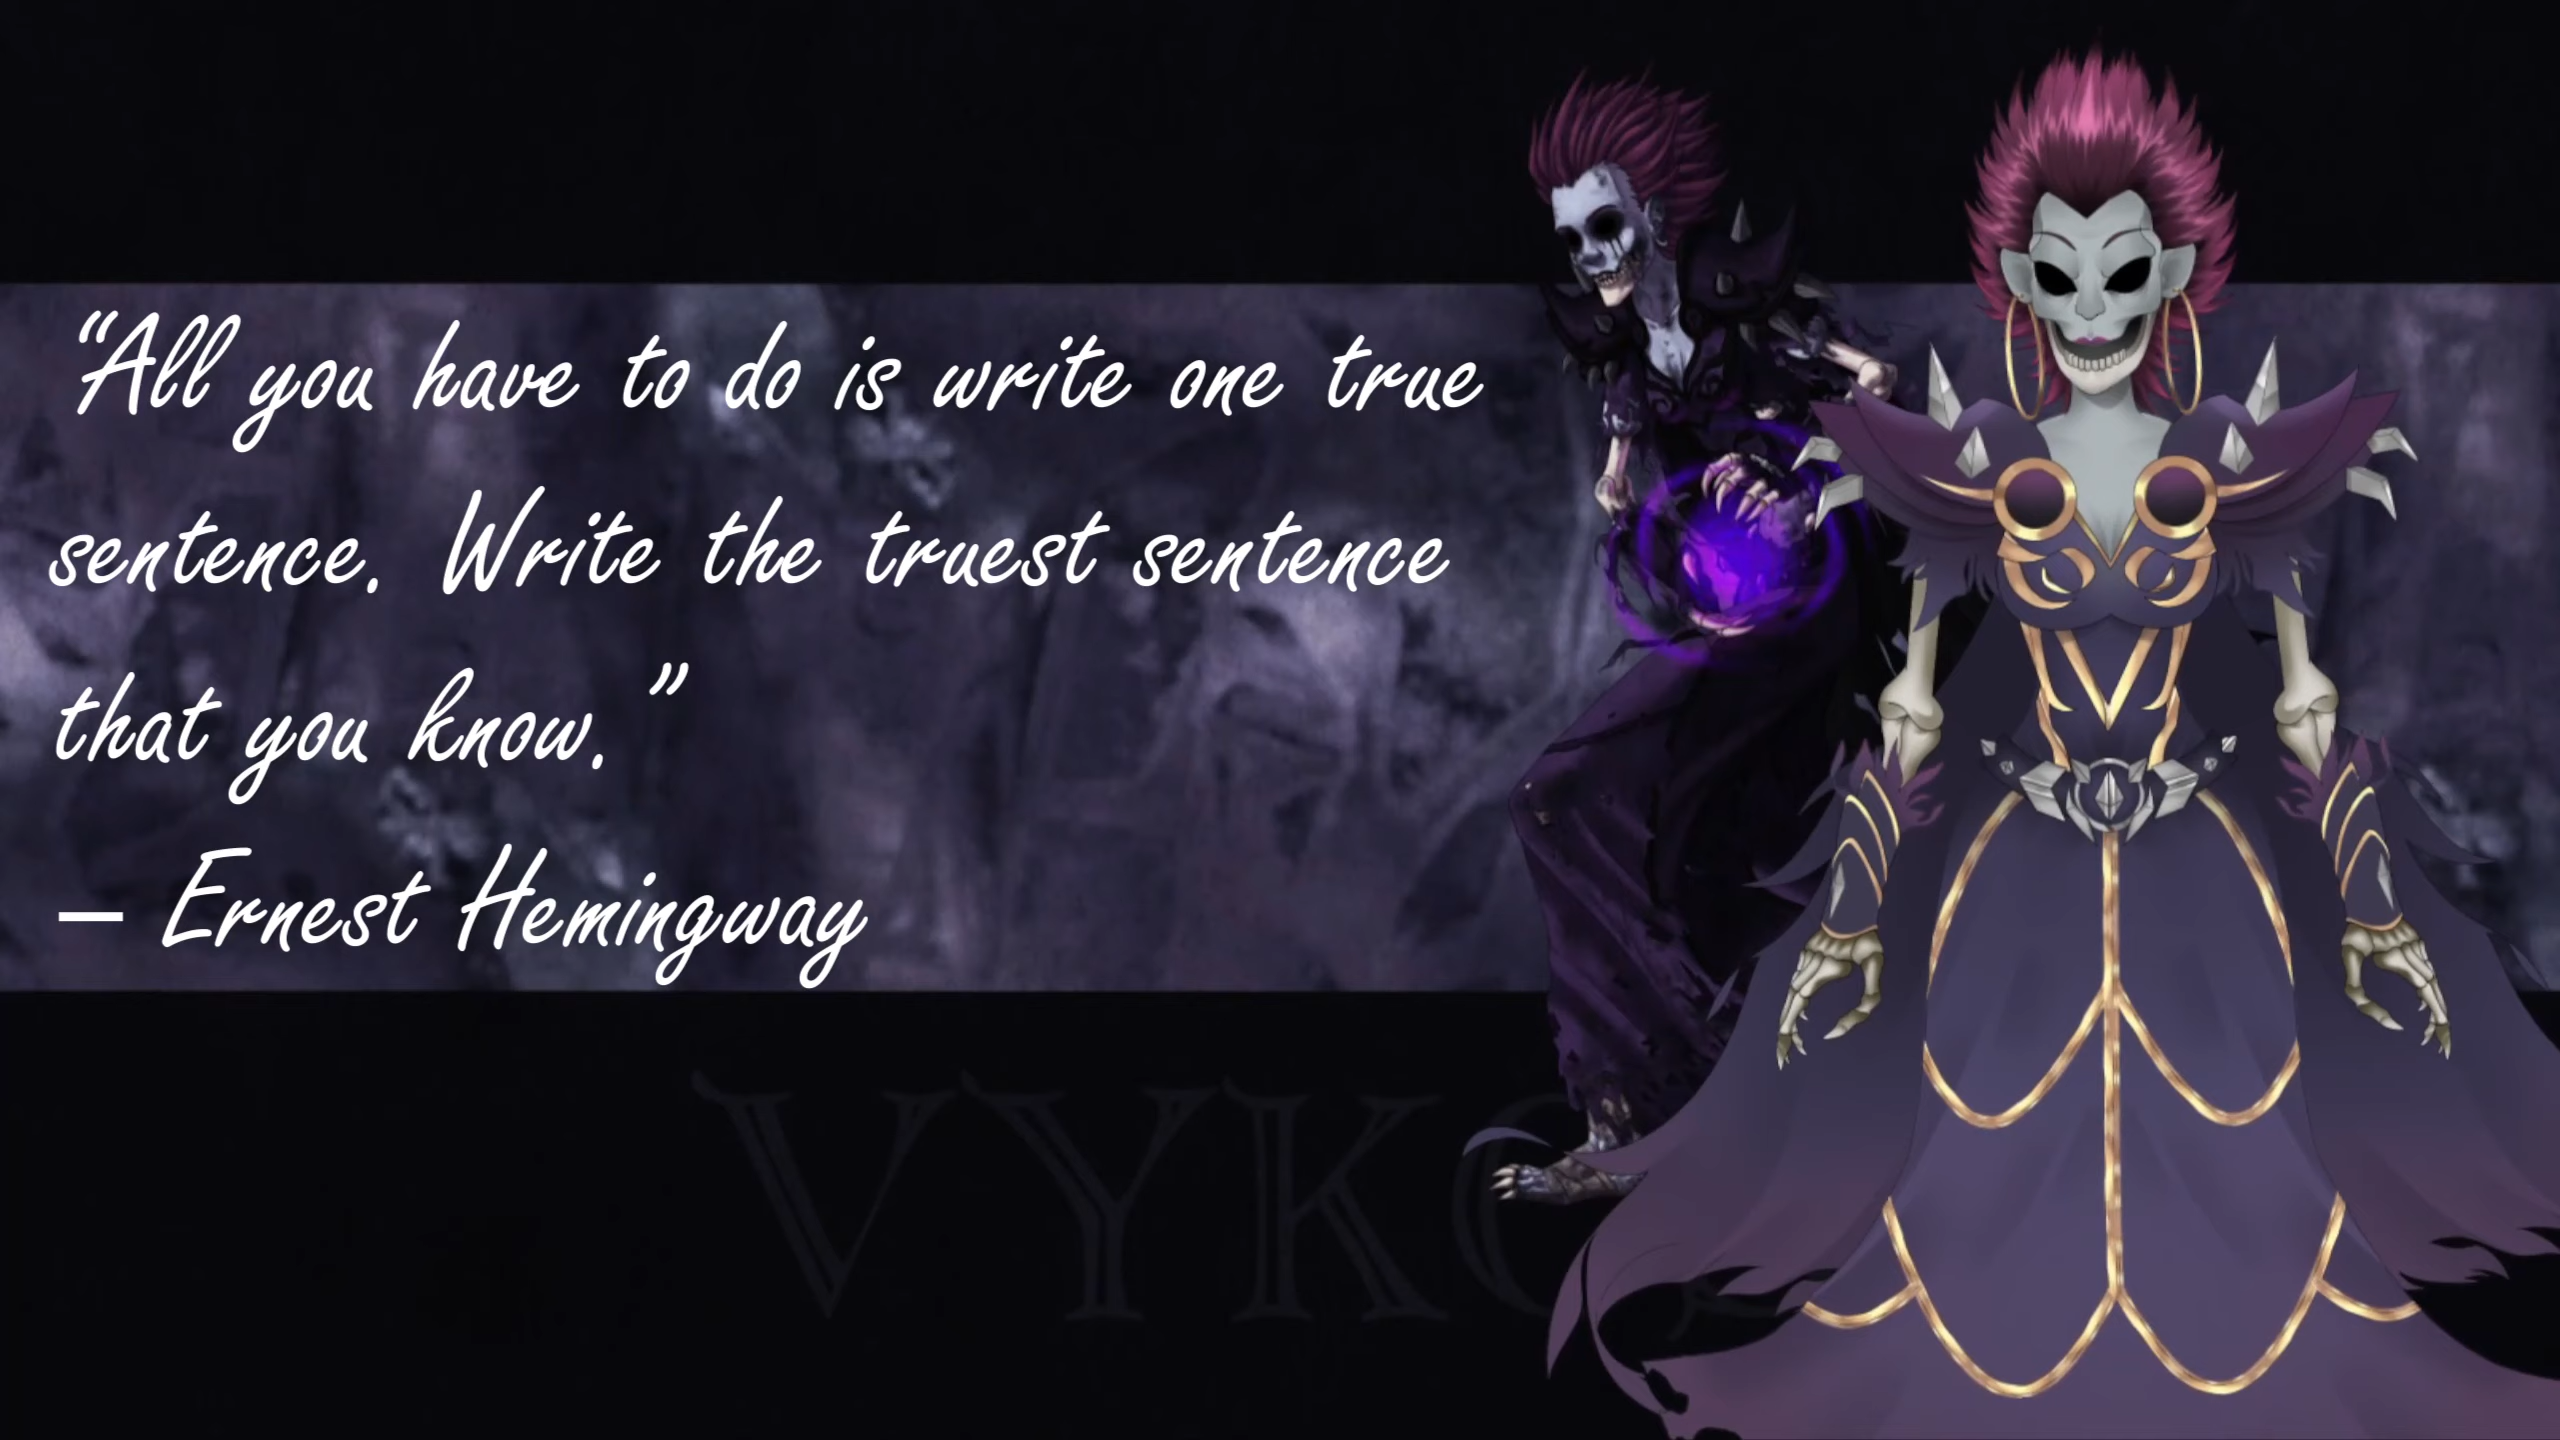 “All you have to do is write one true
sentence. Write the truest sentence
that you know.”
— Ernest Hemingway